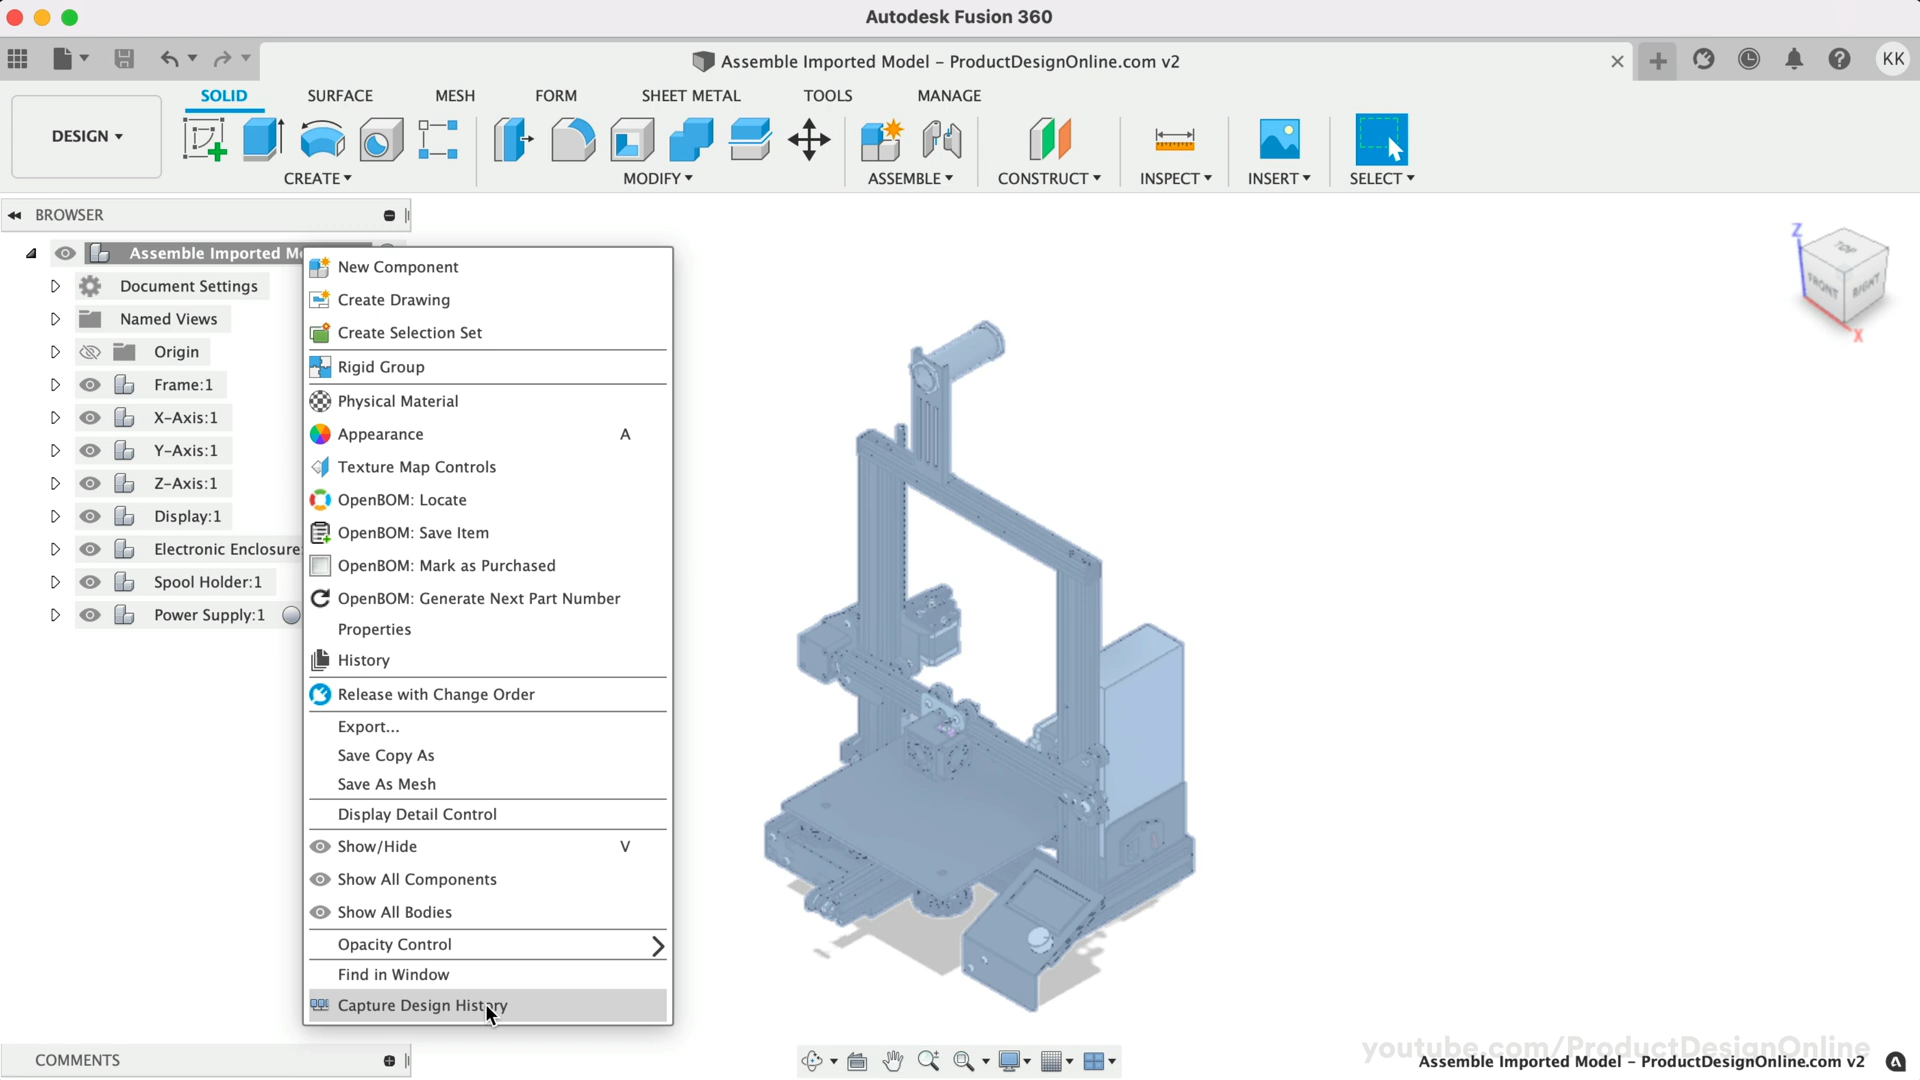 Autodesk Fusion 360
Assemble Imported Model – ProductDesignOnline.com v2
KK
SOLID SURFACE MESH FORM SHEET METAL TOOLS MANAGE
DESIGN
CREATE MODIFY ASSEMBLE CONSTRUCT INSPECT INSERT SELECT
BROWSER
Assemble Imported Mo
Document Settings
Named Views
Origin
Frame:1
X-Axis:1
Y-Axis:1
Z-Axis:1
Display:1
Electronic Enclosure
Spool Holder:1
Power Supply:1
New Component
Create Drawing
Create Selection Set
Rigid Group
Physical Material
Appearance A
Texture Map Controls
OpenBOM: Locate
OpenBOM: Save Item
OpenBOM: Mark as Purchased
OpenBOM: Generate Next Part Number
Properties
History
Release with Change Order
Export...
Save Copy As
Save As Mesh
Display Detail Control
Show/Hide V
Show All Components
Show All Bodies
Opacity Control
Find in Window
Capture Design History
Z
TOP
FRONT
RIGHT
X
COMMENTS
youtube.com/ProductDesignOnline
Assemble Imported Model – ProductDesignOnline.com v2